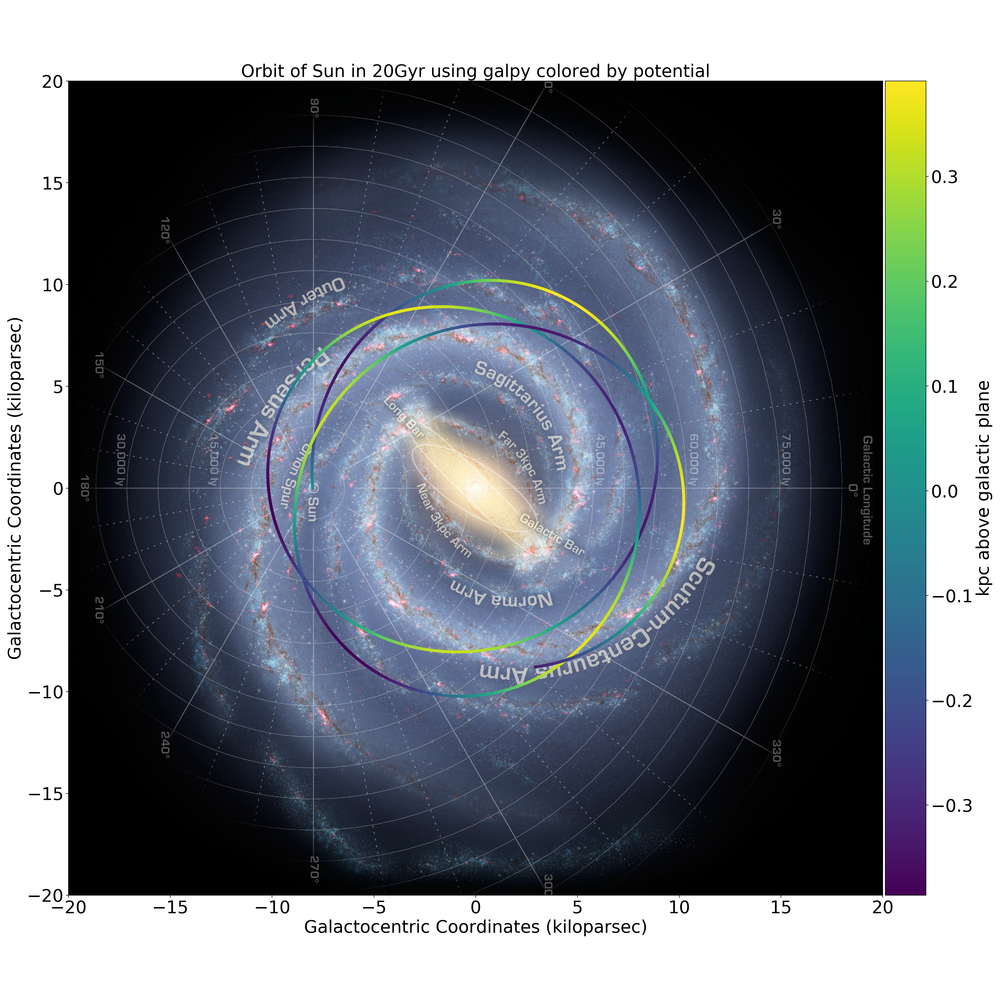 Orbit of Sun in 20Gyr using galpy colored by potential
20
15
10
5
0
−5
−10
−15
−20
−20
−15
−10
−5
0
5
10
15
20
Galactocentric Coordinates (kiloparsec)
Galactocentric Coordinates (kiloparsec)
0.3
0.2
0.1
0.0
−0.1
−0.2
−0.3
kpc above galactic plane
90°
0°
30°
120°
150°
180°
210°
240°
270°
300
330°
0°
Galactic Longitude
30,000 ly
15,000 ly
45,000 ly
60,000 ly
75,000 ly
Outer Arm
Perseus Arm
Orion Spur
Sun
Sagittarius Arm
Long Bar
Far 3kpc Arm
Near 3kpc Arm
Galactic Bar
Norma Arm
Scutum-Centaurus Arm